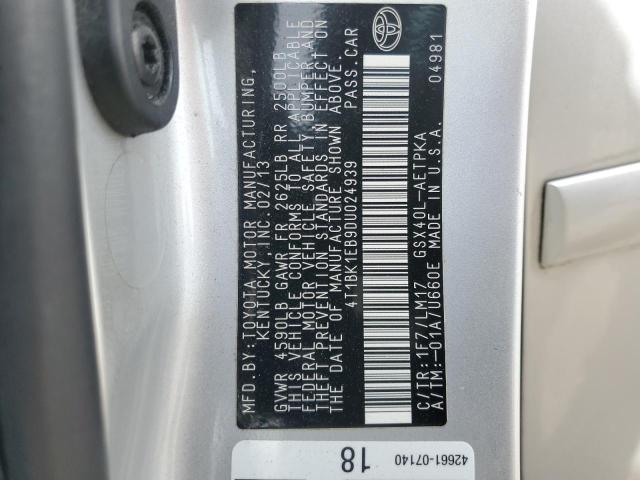 MFD.BY:TOYOTA MOTOR MANUFACTURING,
KENTUCKY, INC. 02/13
GVWR 4590LB GAWR FR 2625LB RR 2500LB
THIS VEHICLE CONFORMS TO ALL APPLICABLE
FEDERAL MOTOR VEHICLE SAFETY,BUMPER,AND
THEFT PREVENTION STANDARDS IN EFFECT ON
THE DATE OF MANUFACTURE SHOWN ABOVE.
4T1BK1EB9DU024939 PASS.CAR
C/TR:1F7/LM17 GSX40L-AETPKA
A/TM:-01A/U660E MADE IN U.S.A. 04981
42661-07140
18